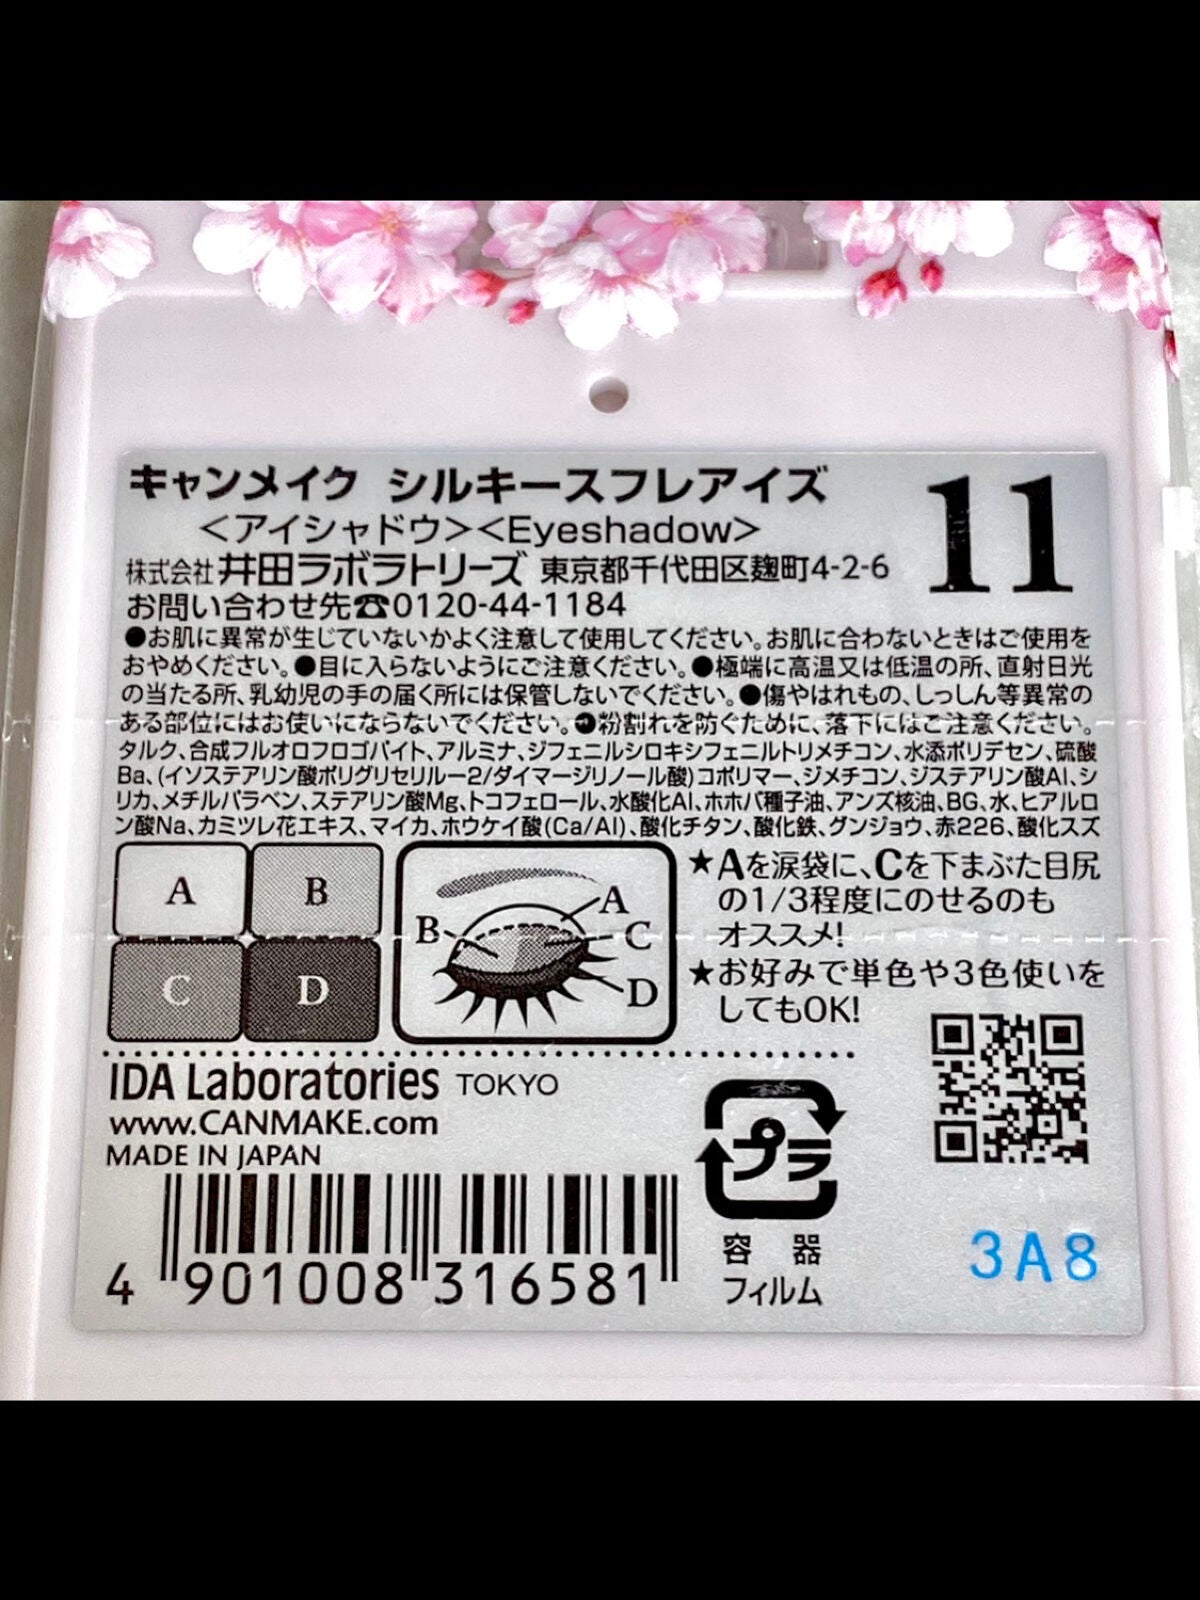 キャンメイク シルキースフレアイズ 11
<アイシャドウ><Eyeshadow>
株式会社 井田ラボラトリーズ 東京都千代田区麹町4-2-6
お問い合わせ先☎0120-44-1184
●お肌に異常が生じていないかよく注意して使用してください。お肌に合わないときはご使用を
おやめください。●目に入らないようにご注意ください。●極端に高温又は低温の所、直射日光
の当たる所、乳幼児の手の届く所には保管しないでください。●傷やはれもの、しっしん等異常の
ある部位にはお使いにならないでください。●粉割れを防ぐために、落下にはご注意ください。
タルク、合成フルオロフロゴパイト、アルミナ、ジフェニルシロキシフェニルトリメチコン、水添ポリデセン、硫酸
Ba、(イソステアリン酸ポリグリセリル-2/ダイマージリノール酸)コポリマー、ジメチコン、ジステアリン酸Al、シ
リカ、メチルパラベン、ステアリン酸Mg、トコフェロール、水酸化Al、ホホバ種子油、アンズ核油、BG、水、ヒアルロ
ン酸Na、カミツレ花エキス、マイカ、ホウケイ酸(Ca/Al)、酸化チタン、酸化鉄、グンジョウ、赤226、酸化スズ
A B
C D
A
B C
D
★Aを涙袋に、Cを下まぶた目尻
の1/3程度にのせるのも
オススメ!
★お好みで単色や3色使いを
してもOK!
IDA Laboratories TOKYO
www.CANMAKE.com
MADE IN JAPAN
4 901008 316581
プラ
容 器
フィルム
3A8